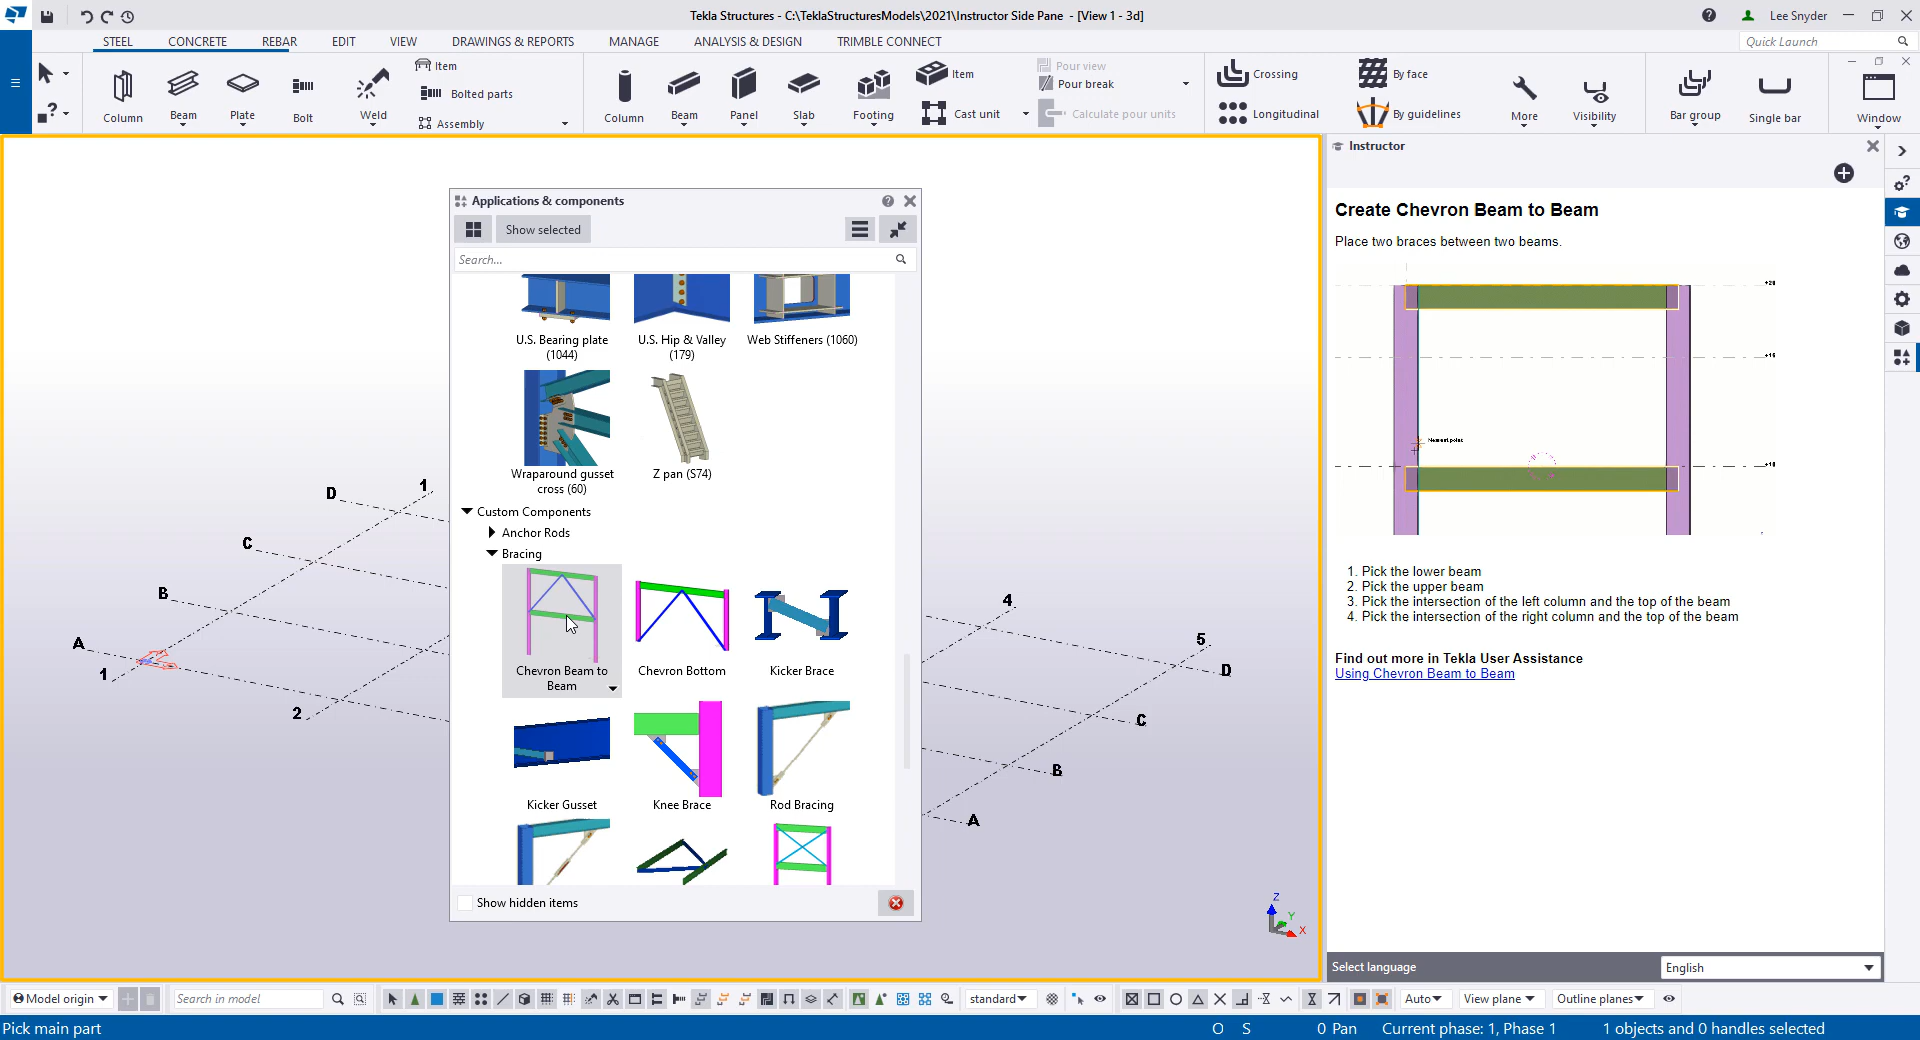 Tekla Structures - C:\TeklaStructuresModels\2021\Instructor Side Pane - [View 1 - 3d]
Lee Snyder
STEEL CONCRETE REBAR EDIT VIEW DRAWINGS & REPORTS MANAGE ANALYSIS & DESIGN TRIMBLE CONNECT
Quick Launch
Column
Beam
Plate
Bolt
Weld
Item
Bolted parts
Assembly
Column
Beam
Panel
Slab
Footing
Item
Cast unit
Pour view
Pour break
Calculate pour units
Crossing
Longitudinal
By face
By guidelines
More
Visibility
Bar group
Single bar
Window
Applications & components
Show selected
Search...
U.S. Bearing plate
(1044)
U.S. Hip & Valley
(179)
Web Stiffeners (1060)
Wraparound gusset
cross (60)
Z pan (S74)
Custom Components
Anchor Rods
Bracing
Chevron Beam to
Beam
Chevron Bottom
Kicker Brace
Kicker Gusset
Knee Brace
Rod Bracing
Show hidden items
D
1
C
B
A
1
2
4
5
D
C
B
A
Z
Y
X
Instructor
Create Chevron Beam to Beam
Place two braces between two beams.
Nearest point
1. Pick the lower beam
2. Pick the upper beam
3. Pick the intersection of the left column and the top of the beam
4. Pick the intersection of the right column and the top of the beam
Find out more in Tekla User Assistance
Using Chevron Beam to Beam
Select language
English
Model origin
Search in model
standard
Auto
View plane
Outline planes
Pick main part
O S 0 Pan Current phase: 1, Phase 1 1 objects and 0 handles selected